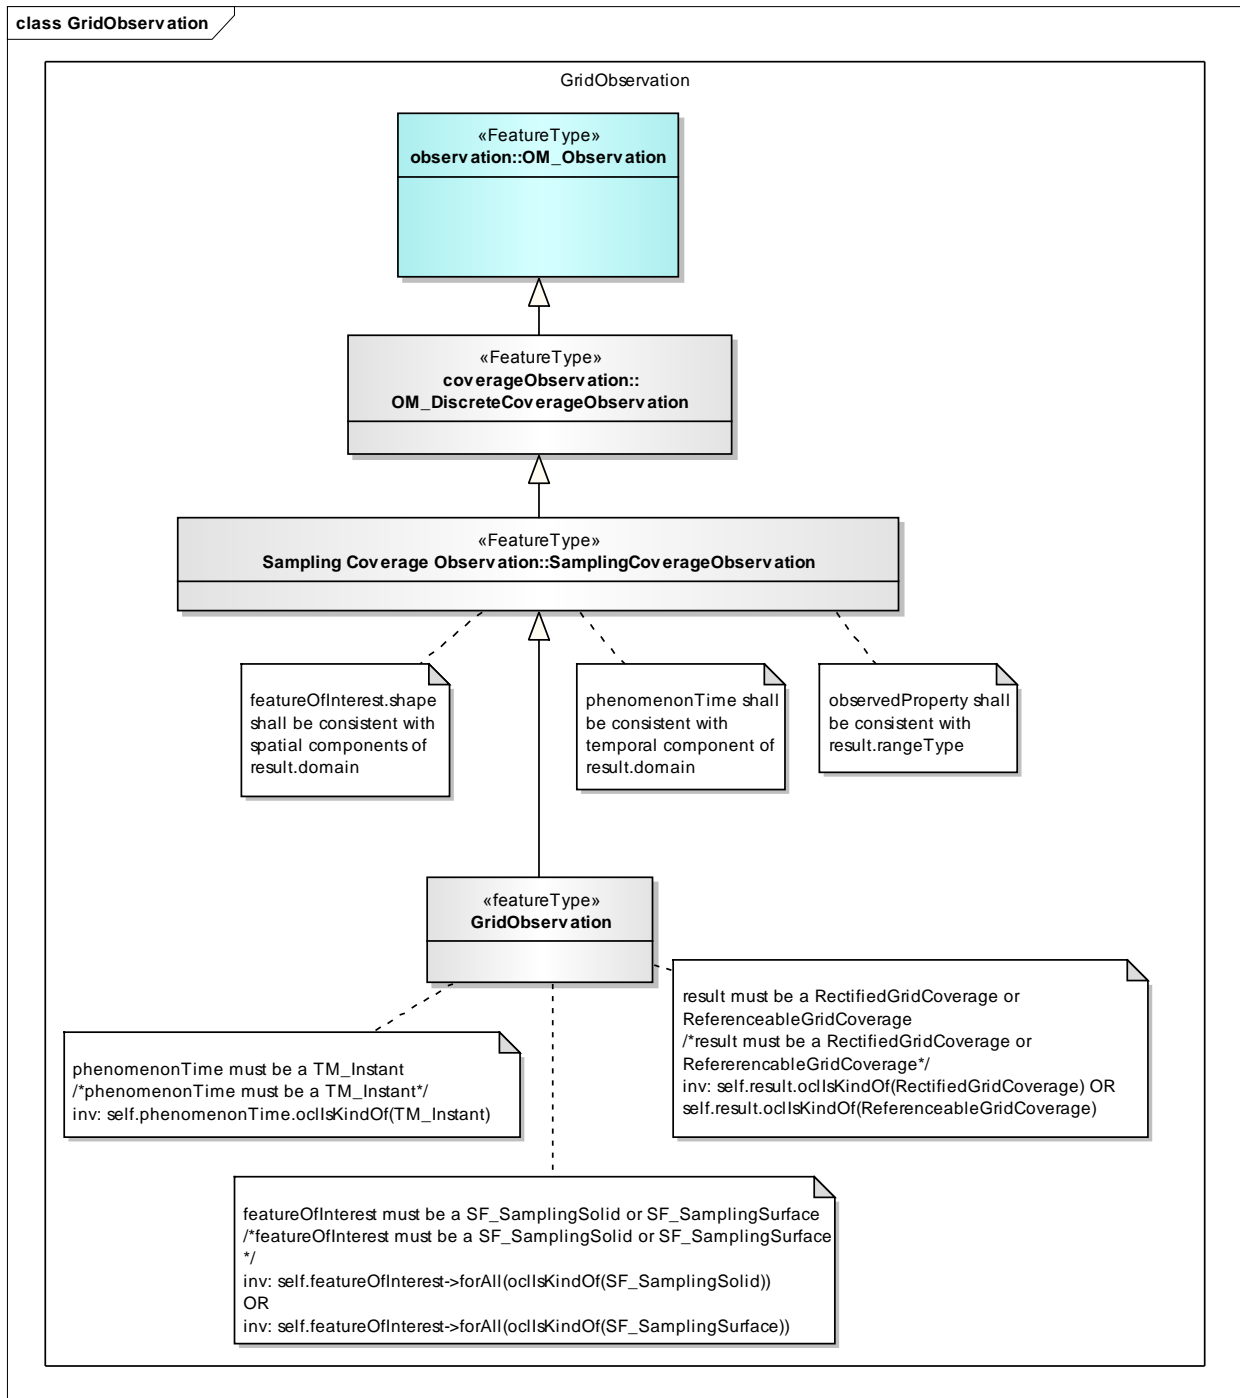 class GridObservation
GridObservation
«FeatureType»
observation::OM_Observation
«FeatureType»
coverageObservation::
OM_DiscreteCoverageObservation
«FeatureType»
Sampling Coverage Observation::SamplingCoverageObservation
featureOfInterest.shape
shall be consistent with
spatial components of
result.domain
phenomenonTime shall
be consistent with
temporal component of
result.domain
observedProperty shall
be consistent with
result.rangeType
«featureType»
GridObservation
result must be a RectifiedGridCoverage or
ReferenceableGridCoverage
/*result must be a RectifiedGridCoverage or
RefererencableGridCoverage*/
inv: self.result.oclIsKindOf(RectifiedGridCoverage) OR
self.result.oclIsKindOf(ReferenceableGridCoverage)
phenomenonTime must be a TM_Instant
/*phenomenonTime must be a TM_Instant*/
inv: self.phenomenonTime.oclIsKindOf(TM_Instant)
featureOfInterest must be a SF_SamplingSolid or SF_SamplingSurface
/*featureOfInterest must be a SF_SamplingSolid or SF_SamplingSurface
*/
inv: self.featureOfInterest->forAll(oclIsKindOf(SF_SamplingSolid))
OR
inv: self.featureOfInterest->forAll(oclIsKindOf(SF_SamplingSurface))